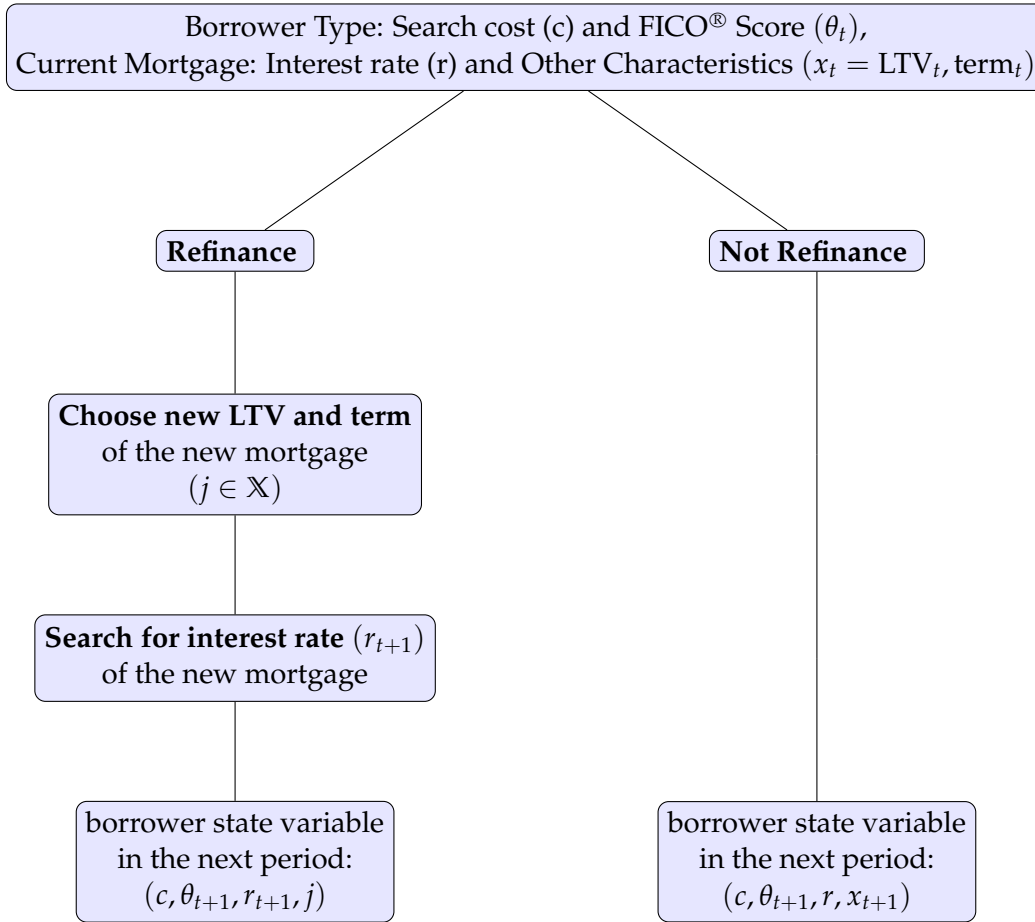 Borrower Type: Search cost (c) and FICO® Score (θ_t),
Current Mortgage: Interest rate (r) and Other Characteristics (x_t = LTV_t, term_t)
Refinance
Not Refinance
Choose new LTV and term
of the new mortgage
(j ∈ 𝕏)
Search for interest rate (r_{t+1})
of the new mortgage
borrower state variable
in the next period:
(c, θ_{t+1}, r_{t+1}, j)
borrower state variable
in the next period:
(c, θ_{t+1}, r, x_{t+1})